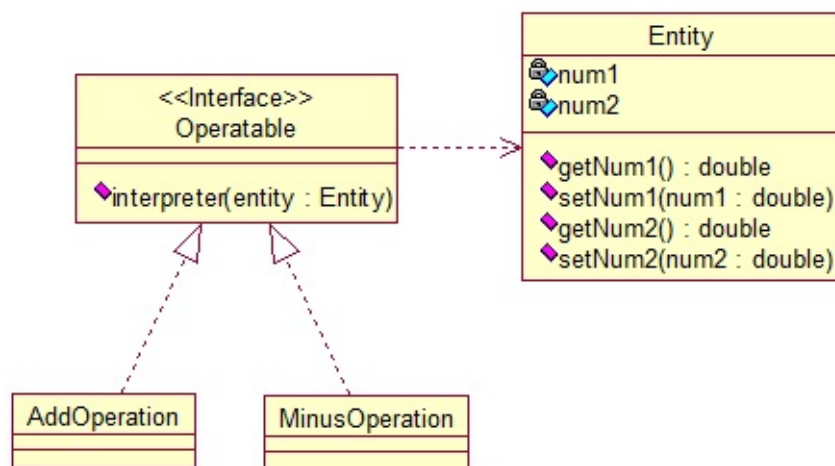 <<Interface>>
Operatable
interpreter(entity : Entity)
Entity
num1
num2
getNum1() : double
setNum1(num1 : double)
getNum2() : double
setNum2(num2 : double)
AddOperation
MinusOperation